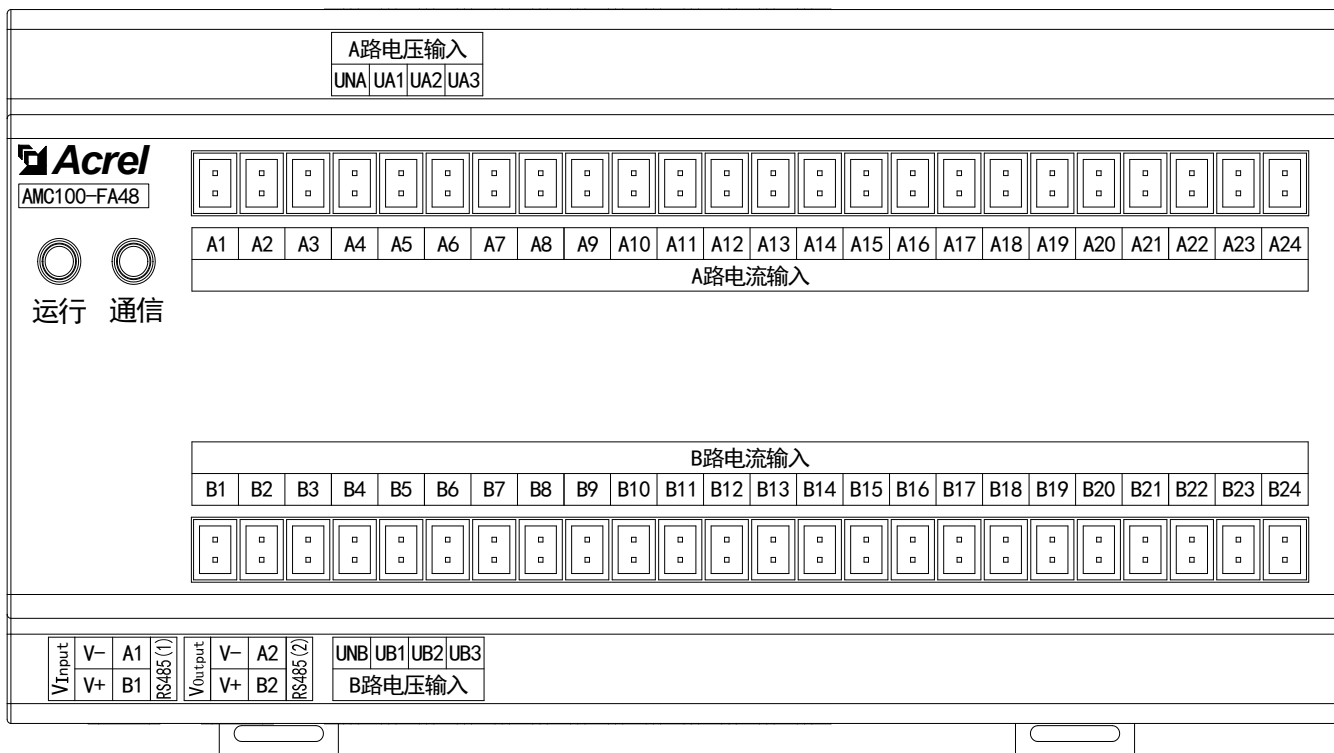 A路电压输入
UNA UA1 UA2 UA3
Acrel
AMC100-FA48
A1 A2 A3 A4 A5 A6 A7 A8 A9 A10 A11 A12 A13 A14 A15 A16 A17 A18 A19 A20 A21 A22 A23 A24
A路电流输入
运行 通信
B路电流输入
B1 B2 B3 B4 B5 B6 B7 B8 B9 B10 B11 B12 B13 B14 B15 B16 B17 B18 B19 B20 B21 B22 B23 B24
VInput V- A1 RS485(1) VOutput V- A2 RS485(2) UNB UB1 UB2 UB3
V+ B1 V+ B2 B路电压输入